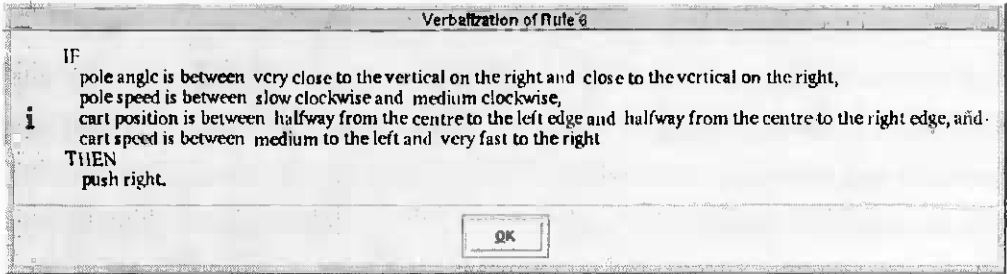 Verbalization of Rule 6
IF
pole angle is between very close to the vertical on the right and close to the vertical on the right,
pole speed is between slow clockwise and medium clockwise,
i
cart position is between halfway from the centre to the left edge and halfway from the centre to the right edge, and
cart speed is between medium to the left and very fast to the right
THEN
push right.
OK